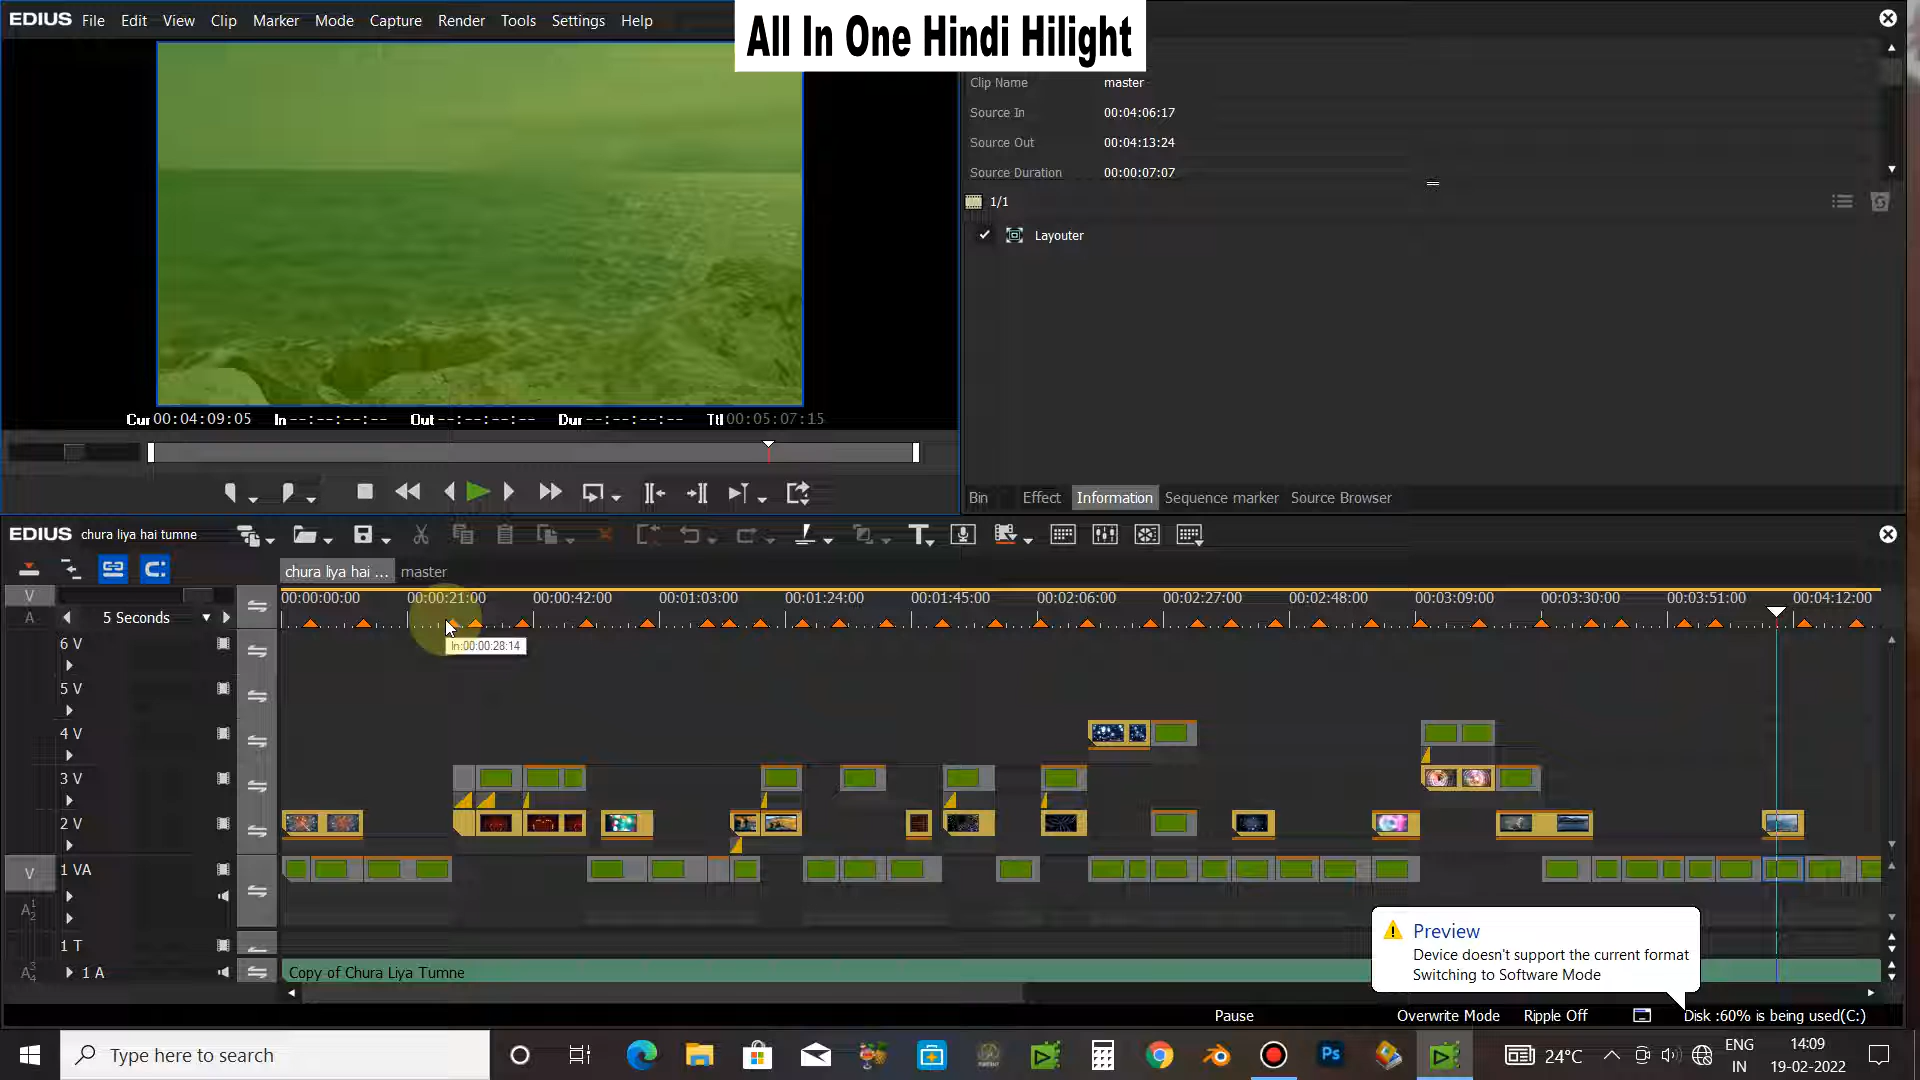 EDIUS File Edit View Clip Marker Mode Capture Render Tools Settings Help
All In One Hindi Hilight
Clip Name master
Source In 00:04:06:17
Source Out 00:04:13:24
Source Duration 00:00:07:07
1/1
Layouter
Cur 00:04:09:05 In --:--:--:-- Out --:--:--:-- Dur --:--:--:-- Ttl 00:05:07:15
Bin Effect Information Sequence marker Source Browser
EDIUS chura liya hai tumne
chura liya hai ... master
V
A
5 Seconds
00:00:00:00 00:00:21:00 00:00:42:00 00:01:03:00 00:01:24:00 00:01:45:00 00:02:06:00 00:02:27:00 00:02:48:00 00:03:09:00 00:03:30:00 00:03:51:00 00:04:12:00
In:00:00:28:14
6 V
5 V
4 V
3 V
2 V
V 1 VA
A12
1 T
A34 1 A
Copy of Chura Liya Tumne
Preview
Device doesn't support the current format
Switching to Software Mode
Pause Overwrite Mode Ripple Off Disk :60% is being used(C:)
Type here to search
Ps
24°C
ENG
IN
14:09
19-02-2022